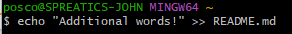 posco@SPREATICS-JOHN MINGW64 ~
$ echo "Additional words!" >> README.md